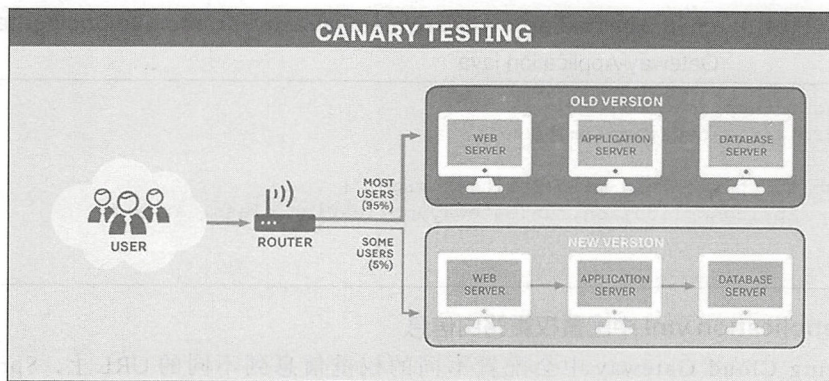 CANARY TESTING
OLD VERSION
WEB
SERVER
APPLICATION
SERVER
DATABASE
SERVER
MOST
USERS
(95%)
USER
ROUTER
SOME
USERS
(5%)
NEW VERSION
WEB
SERVER
APPLICATION
SERVER
DATABASE
SERVER